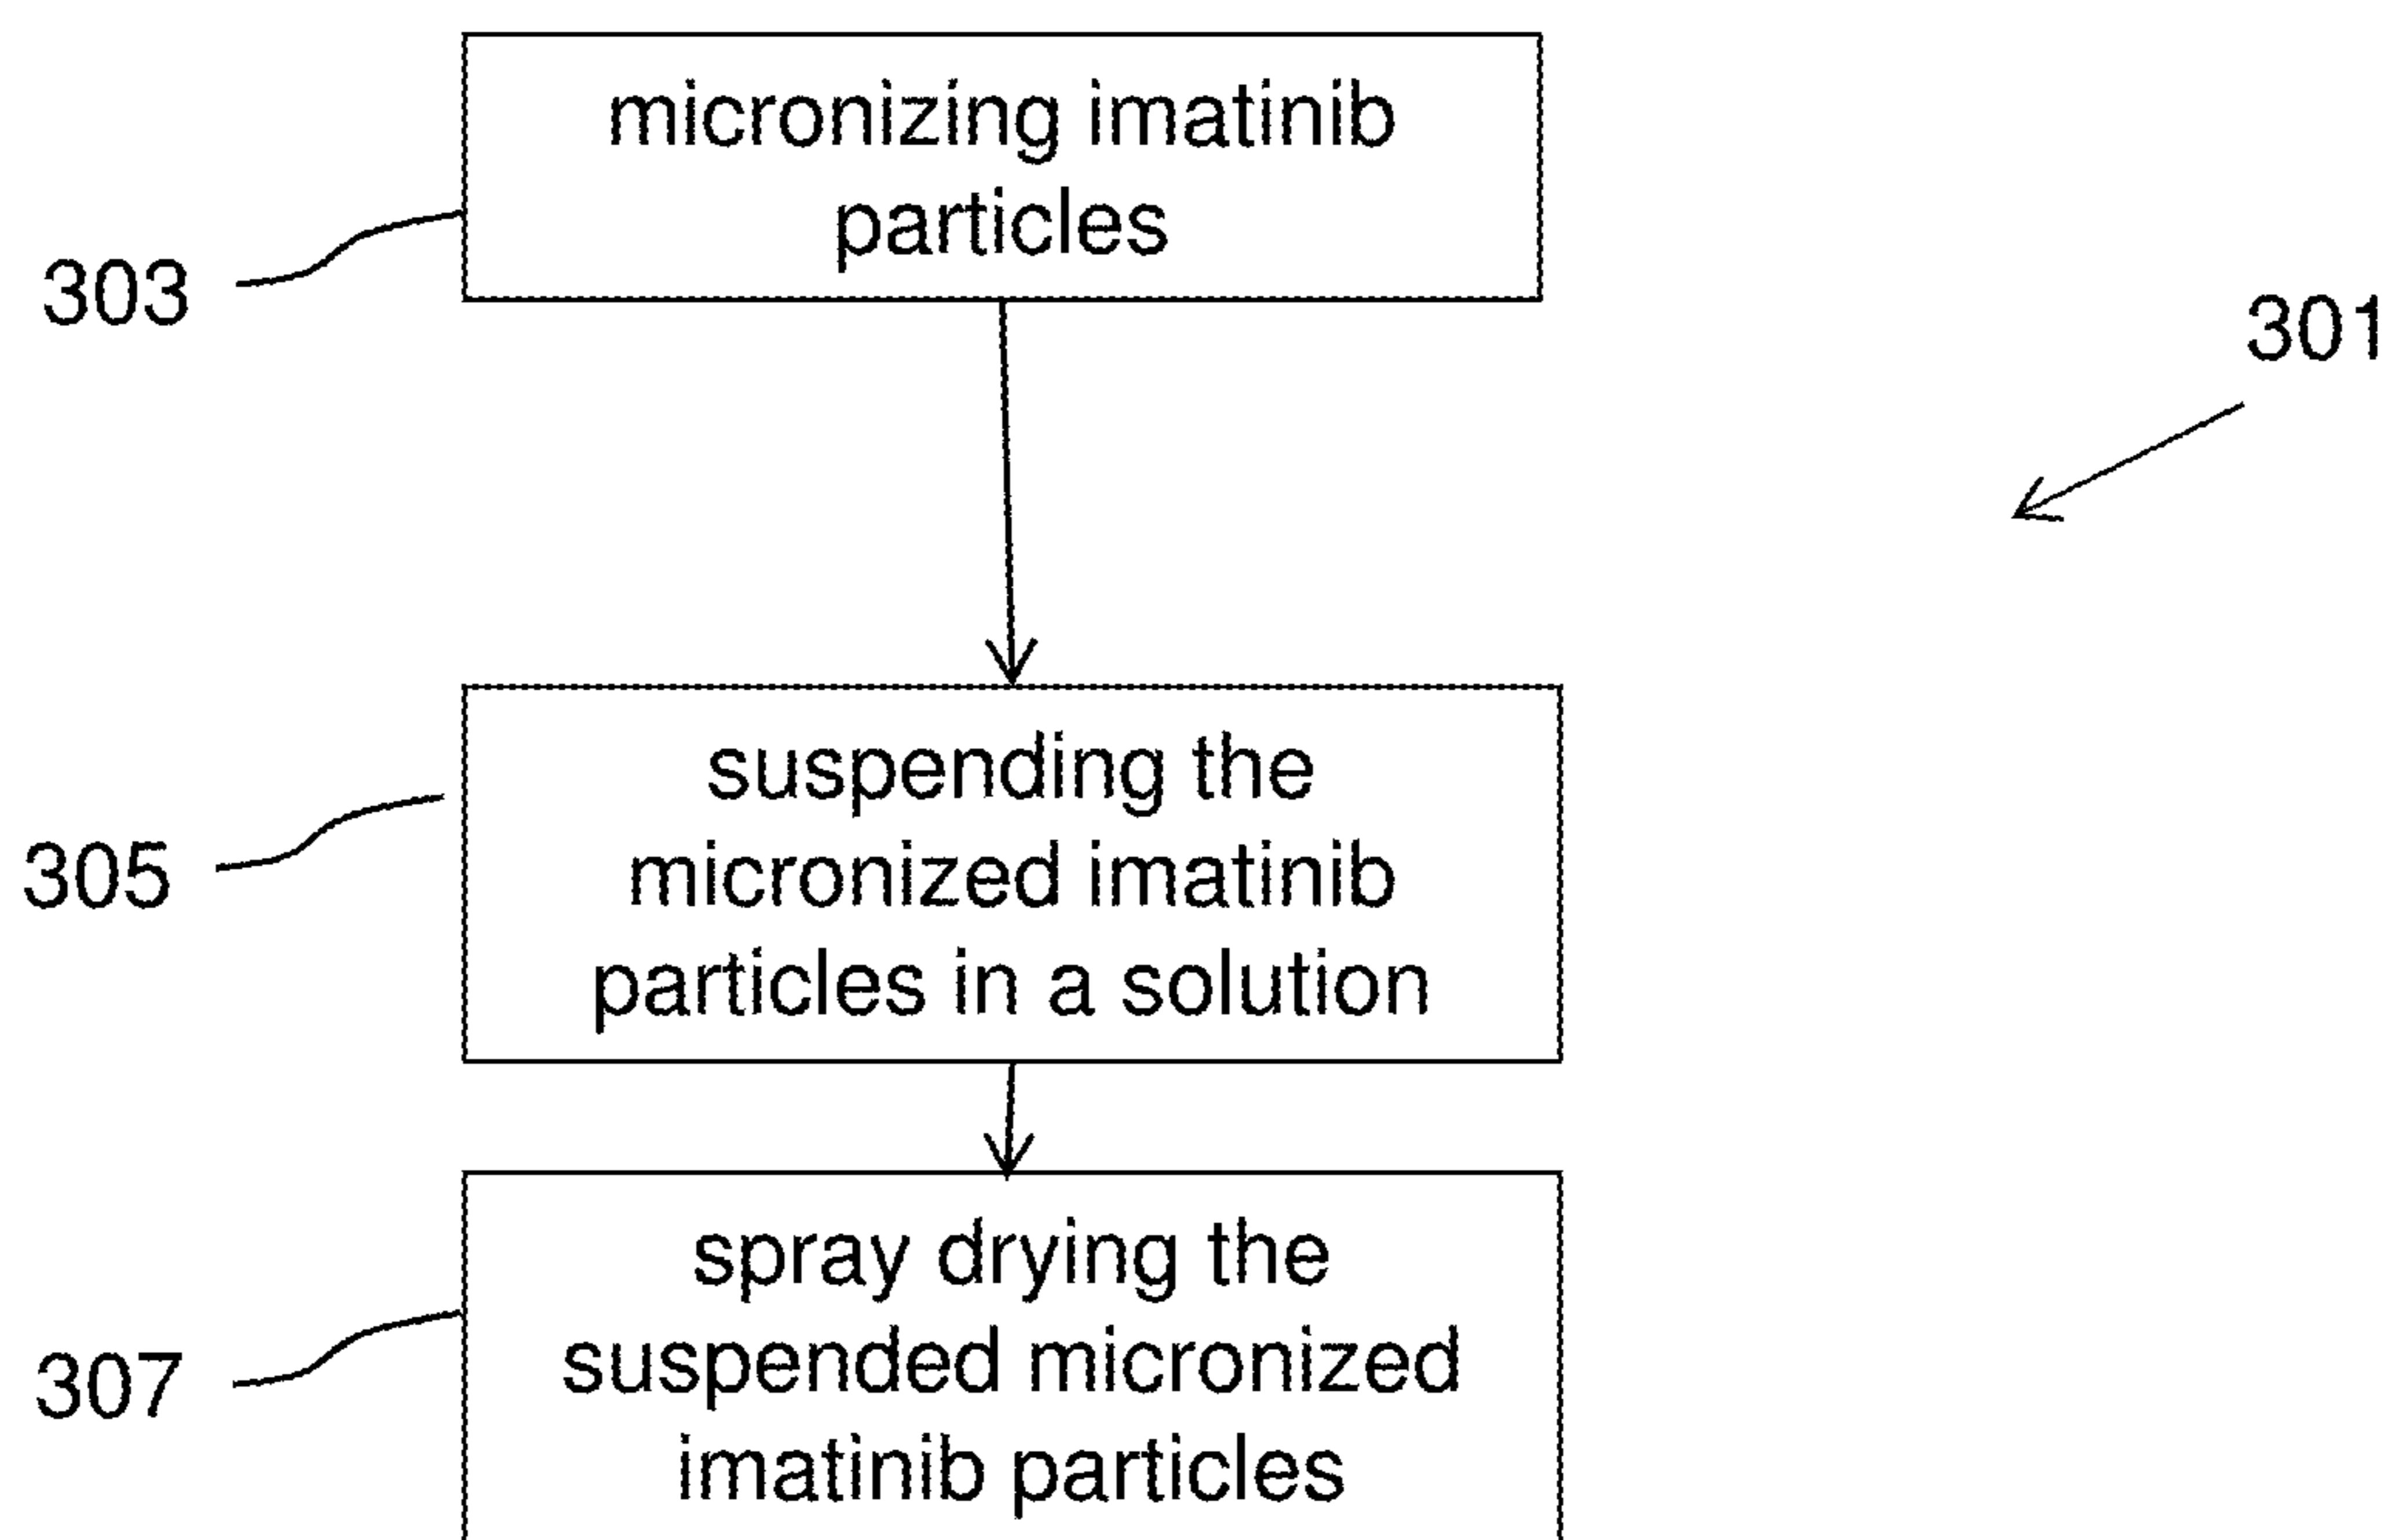 micronizing imatinib
particles
303
301
suspending the
micronized imatinib
particles in a solution
305
spray drying the
suspended micronized
imatinib particles
307